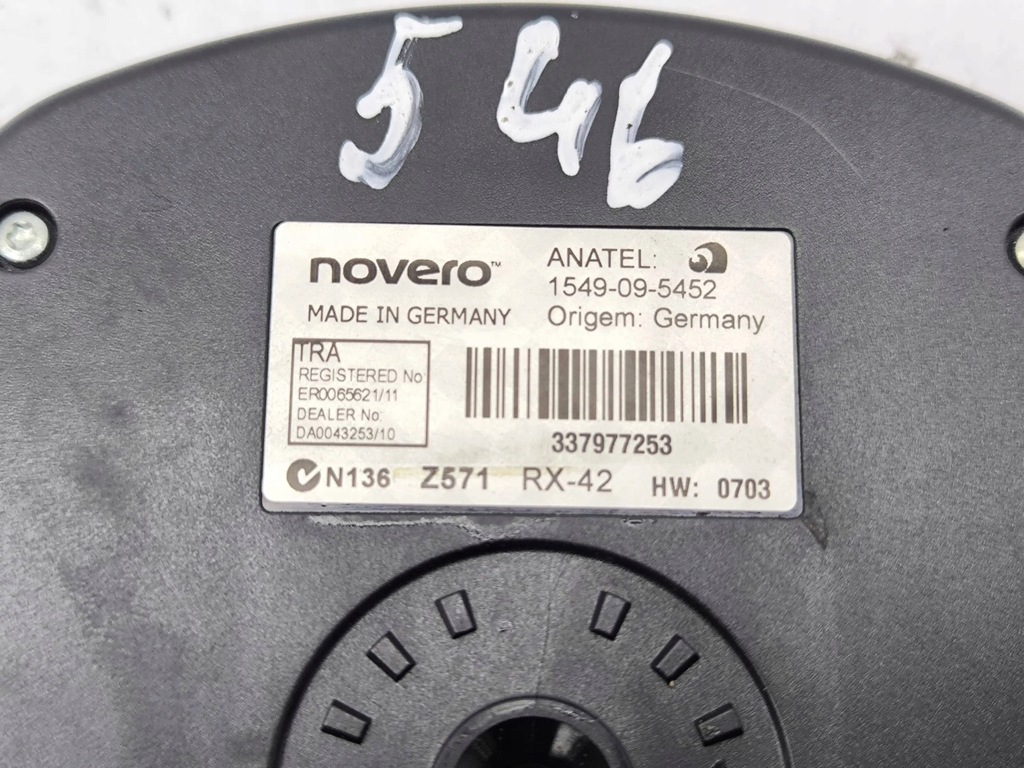 546
novero™
MADE IN GERMANY
ANATEL:
1549-09-5452
Origem: Germany
TRA
REGISTERED No:
ER0065621/11
DEALER No:
DA0043253/10
337977253
N136 Z571 RX-42 HW: 0703